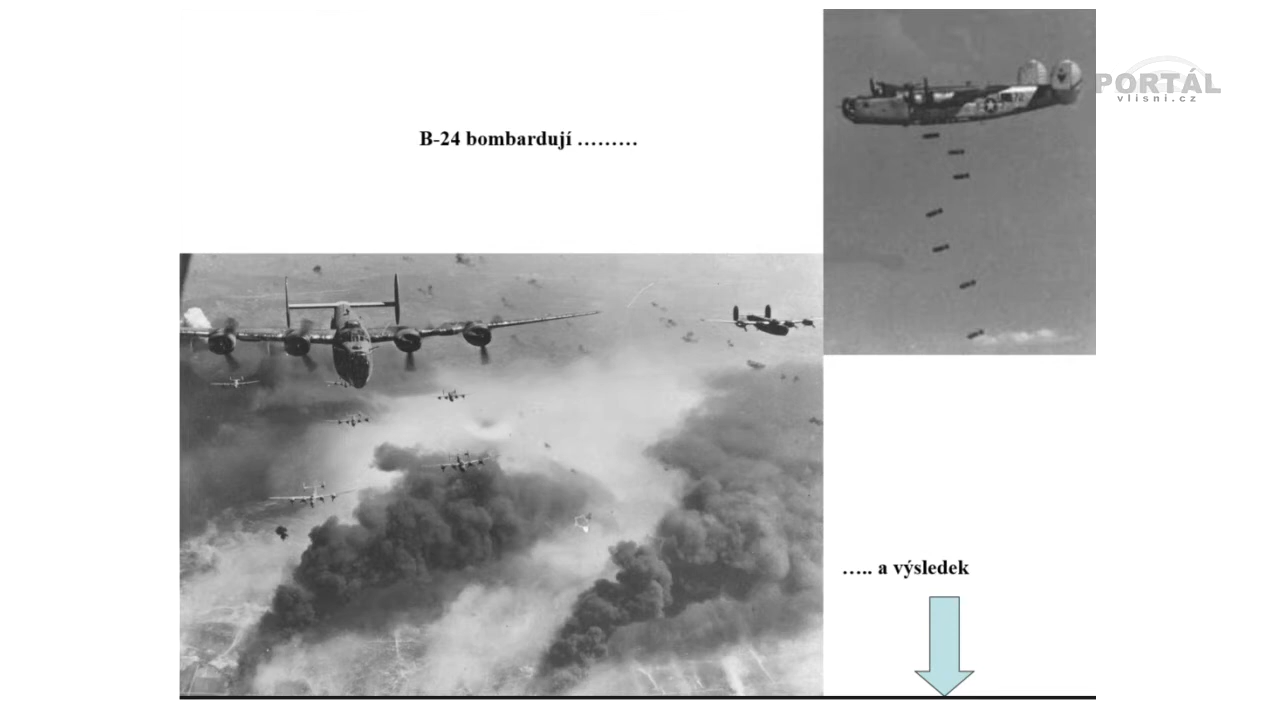 PORTÁL
vlisni.cz
B-24 bombardují ………
….. a výsledek